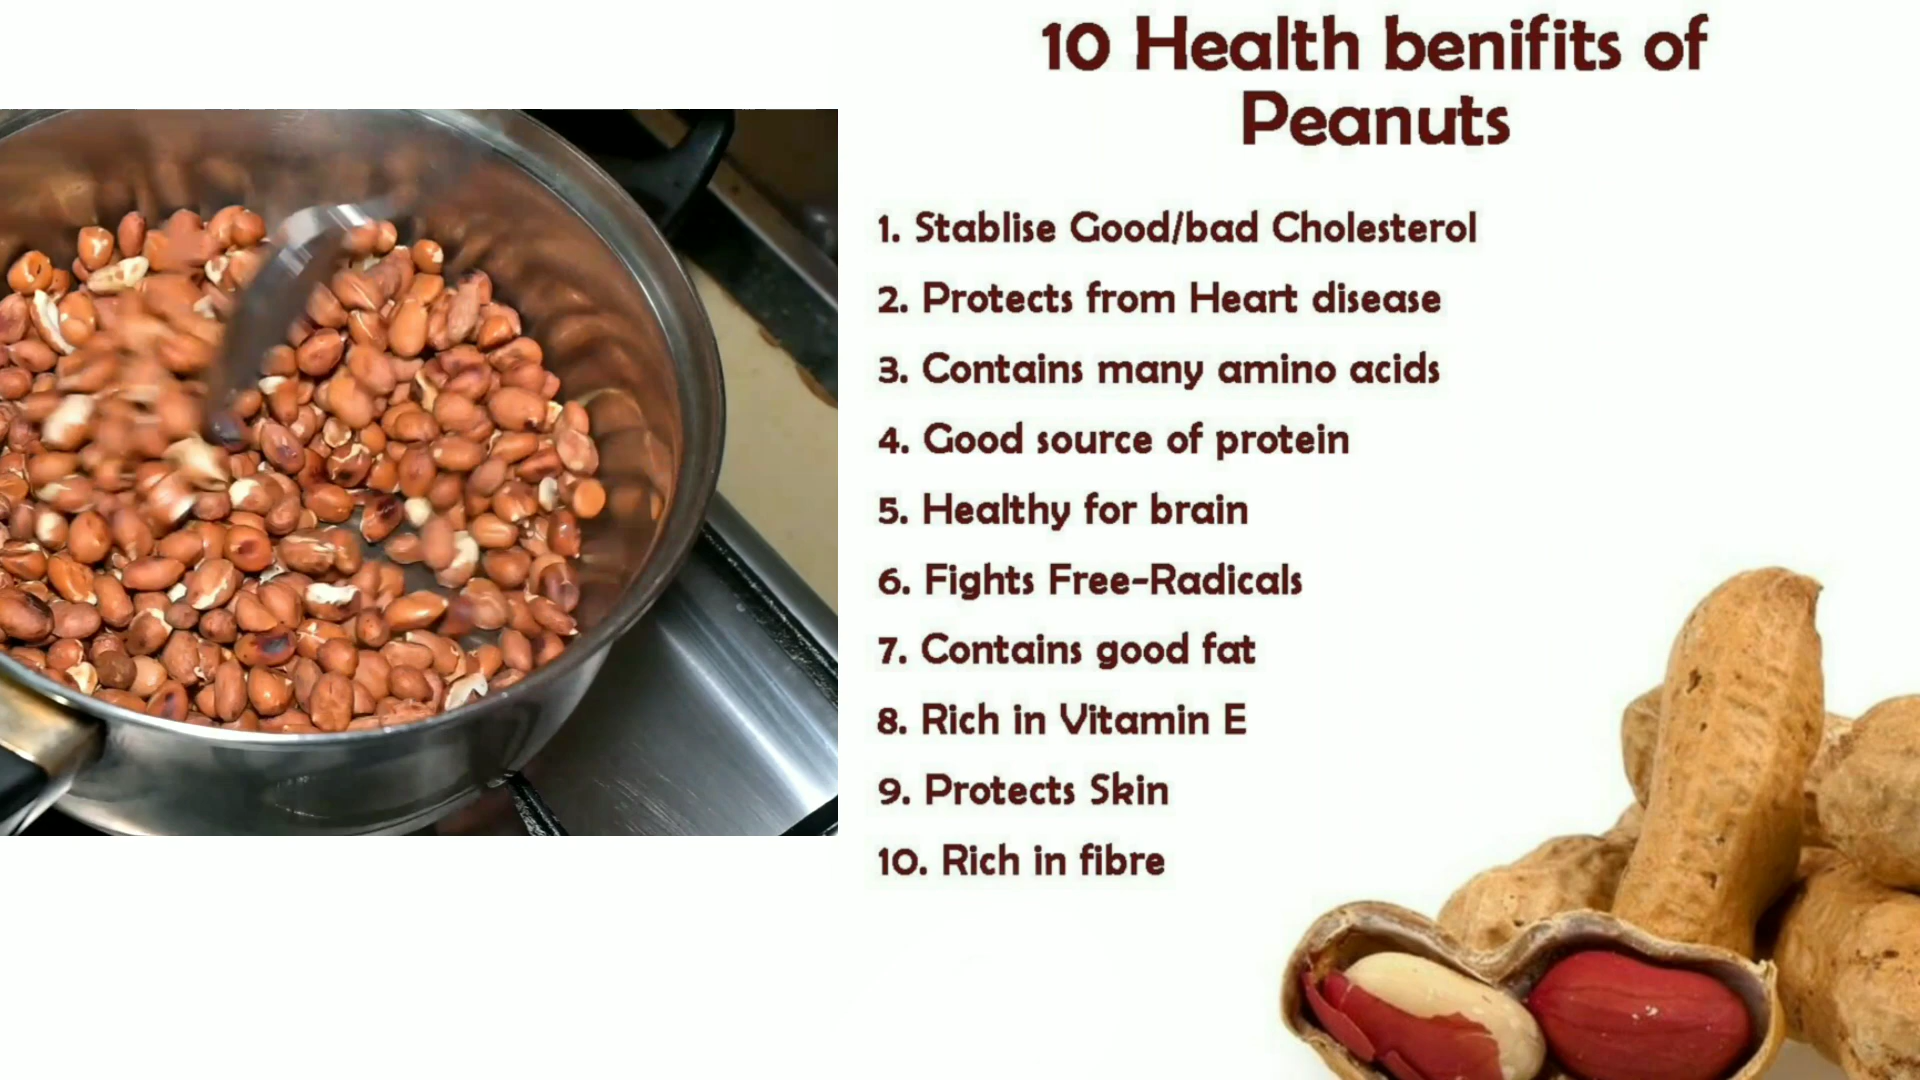 10 Health benifits of
Peanuts
1. Stablise Good/bad Cholesterol
2. Protects from Heart disease
3. Contains many amino acids
4. Good source of protein
5. Healthy for brain
6. Fights Free-Radicals
7. Contains good fat
8. Rich in Vitamin E
9. Protects Skin
10. Rich in fibre